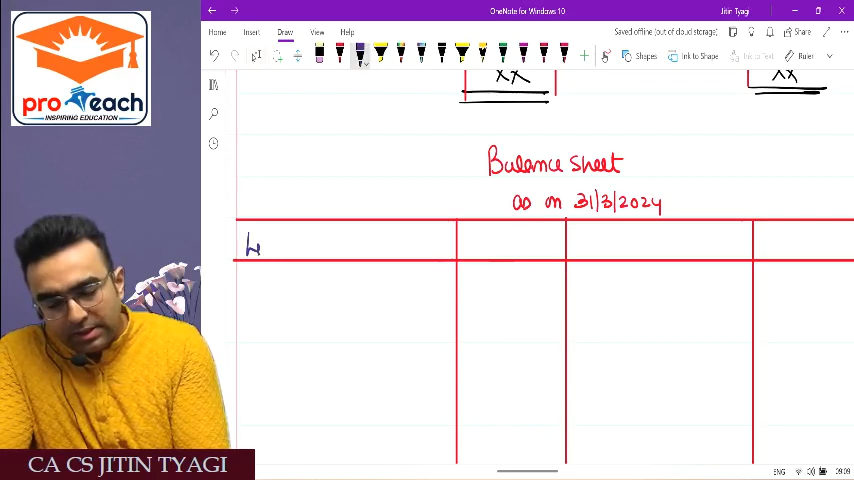 OneNote for Windows 10
Jitin Tyagi
Home Insert Draw View Help
Saved offline (out of cloud storage)
Share
Shapes
Ink to Shape
Ink to Text
Ruler
XX
XX
pro teach
INSPIRING EDUCATION
Balance Sheet
as on 31/3/2024
CA CS JITIN TYAGI
ENG
09:09